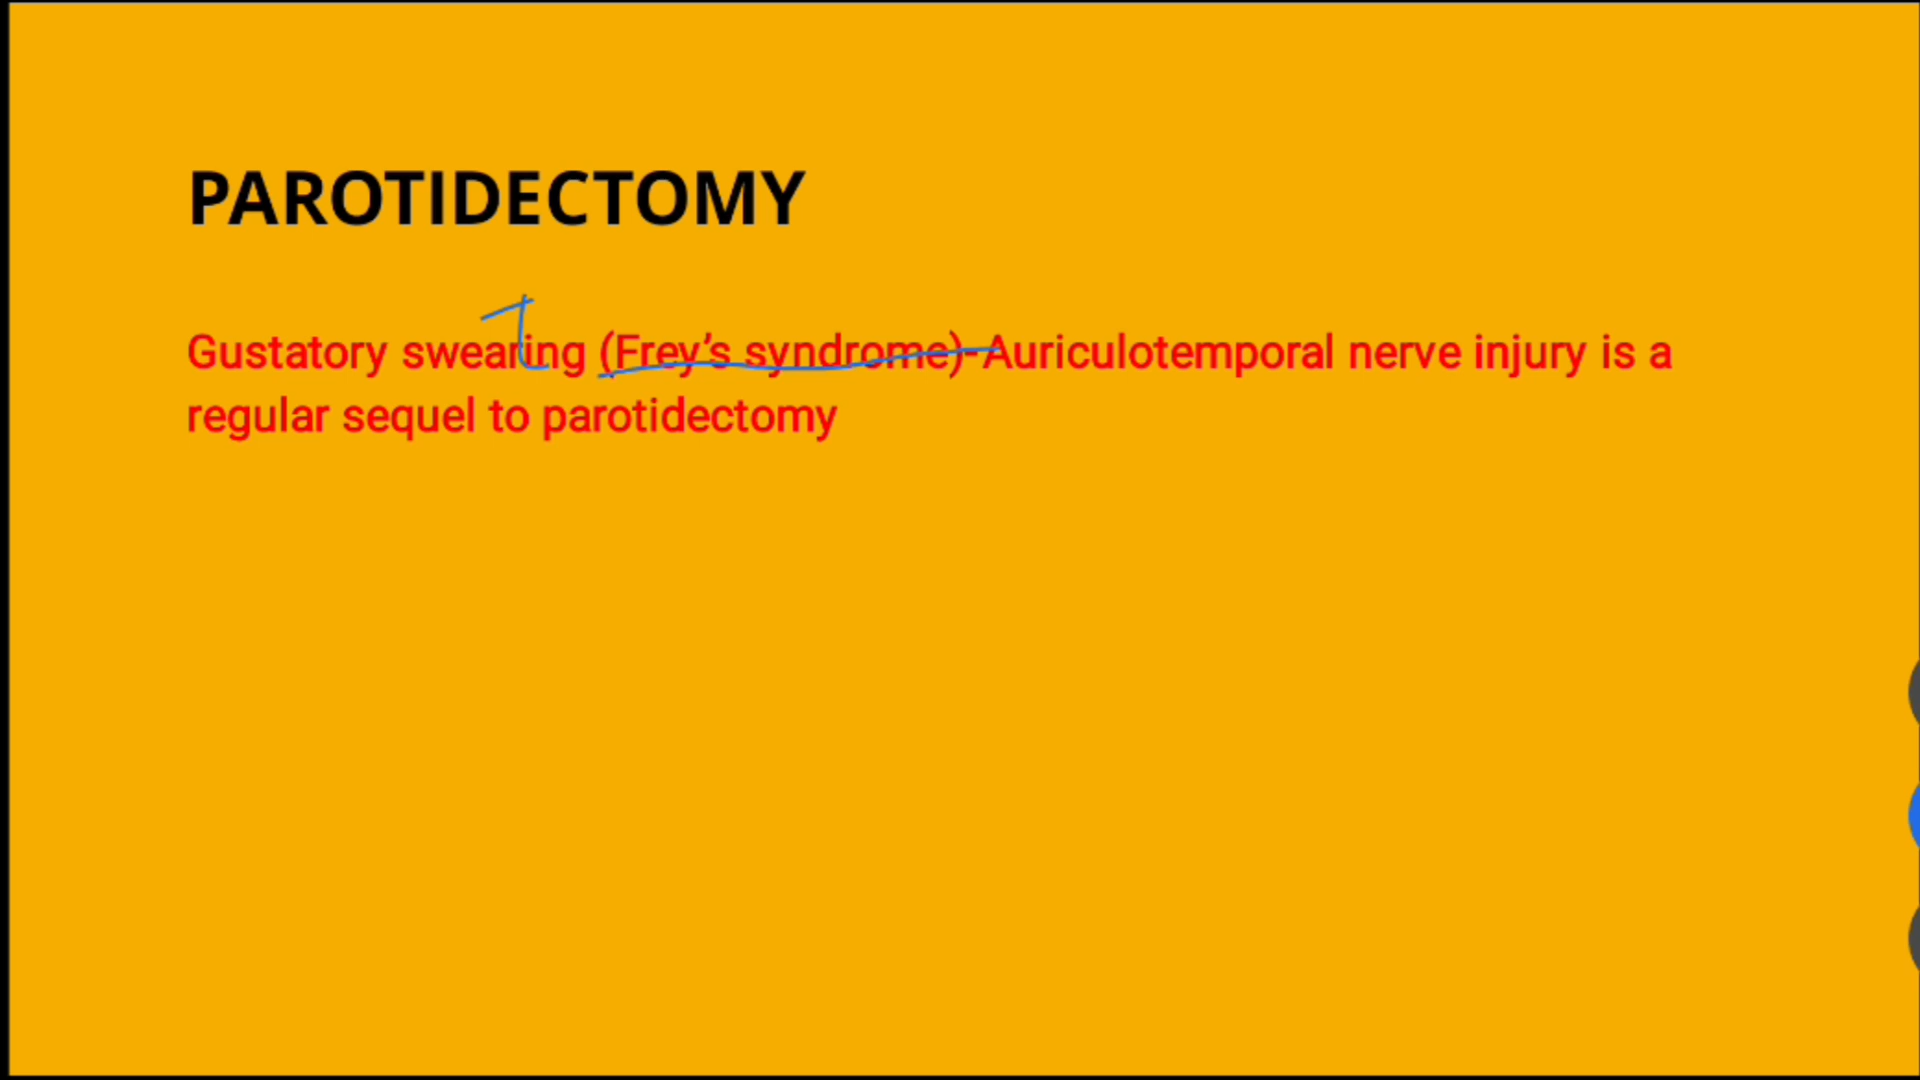 PAROTIDECTOMY
Gustatory swearing (Frey’s syndrome)-Auriculotemporal nerve injury is a
regular sequel to parotidectomy